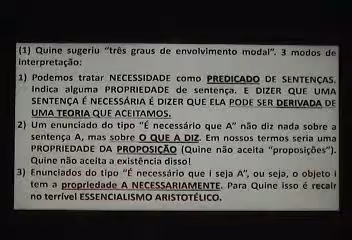 (1) Quine sugeriu "três graus de envolvimento modal". 3 modos de
interpretação:
1) Podemos tratar NECESSIDADE como PREDICADO DE SENTENÇAS.
Indica alguma PROPRIEDADE de sentença. E DIZER QUE UMA
SENTENÇA É NECESSÁRIA É DIZER QUE ELA PODE SER DERIVADA DE
UMA TEORIA QUE ACEITAMOS.
2) Um enunciado do tipo "É necessário que A" não diz nada sobre a
sentença A, mas sobre O QUE A DIZ. Em nossos termos seria uma
PROPRIEDADE DA PROPOSIÇÃO (Quine não aceita "proposições").
Quine não aceita a existência disso!
3) Enunciados do tipo "É necessário que i seja A", ou seja, o objeto i
tem a propriedade A NECESSARIAMENTE. Para Quine isso é recair
no terrível ESSENCIALISMO ARISTOTÉLICO.